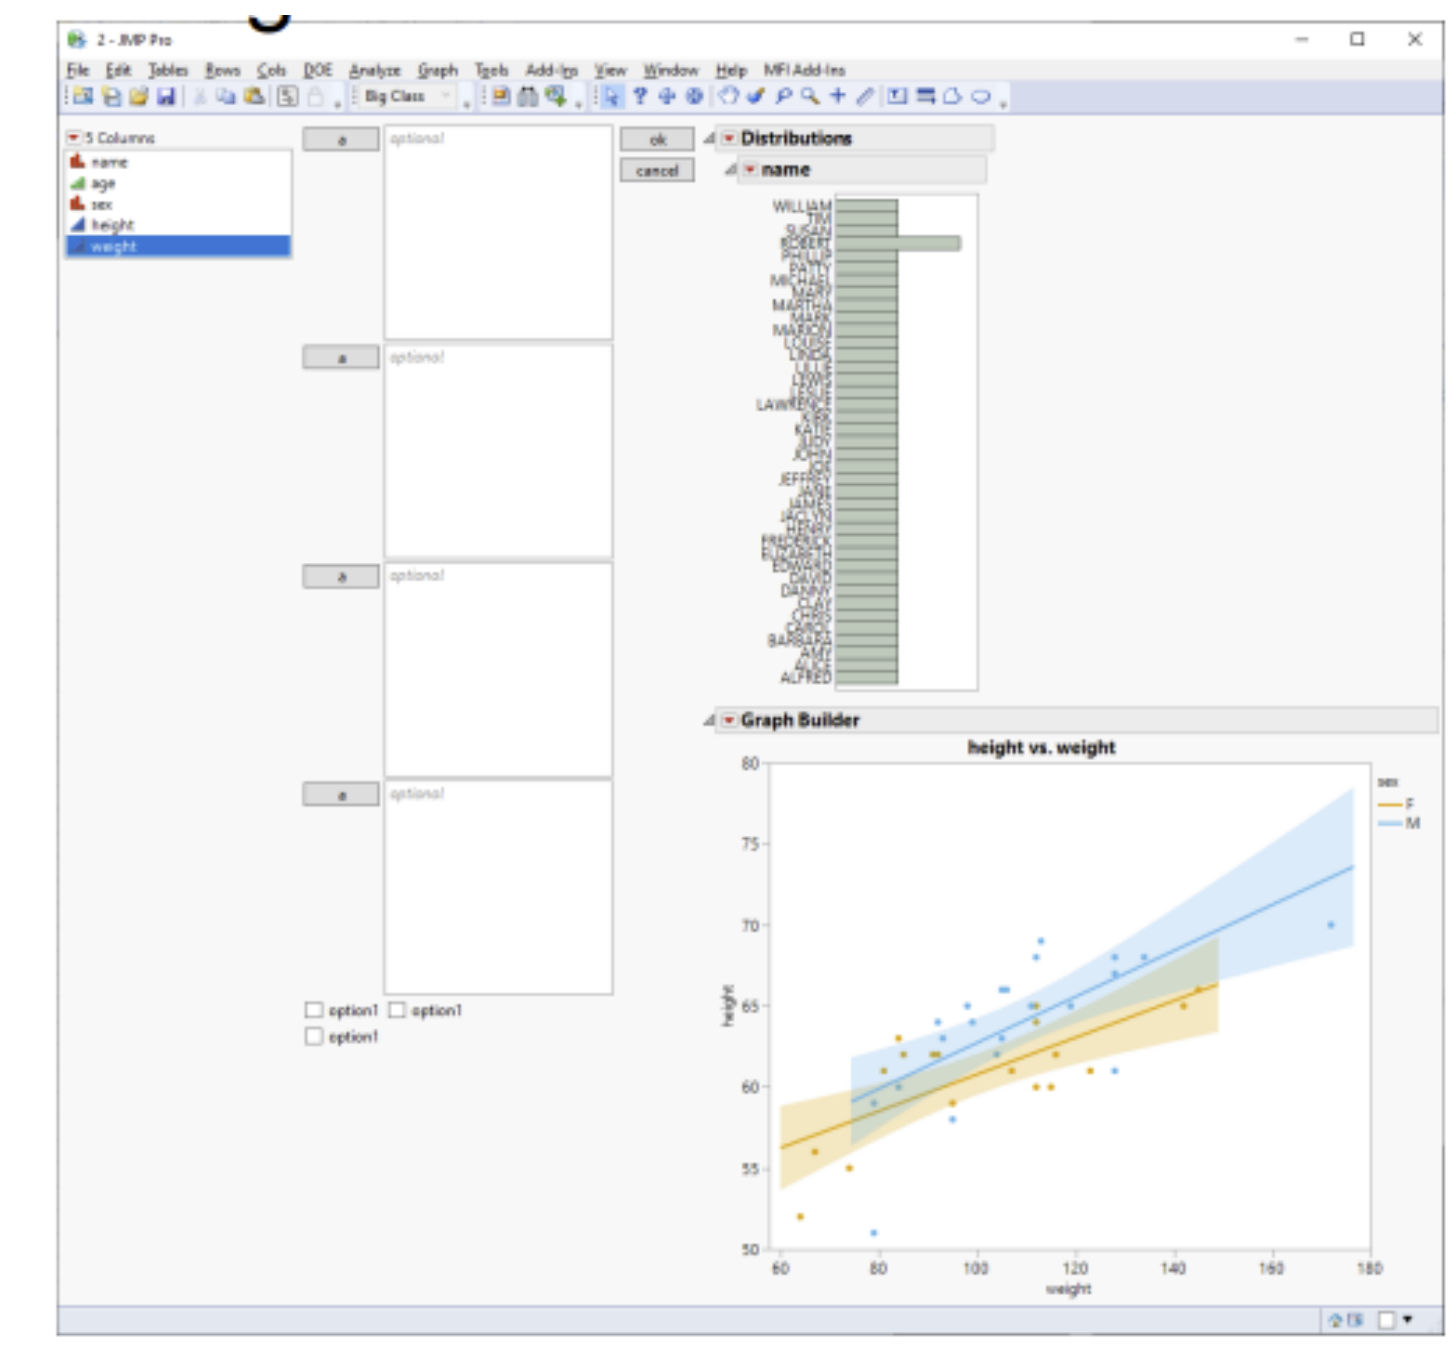 2 - JMP Pro
File Edit Tables Rows Cols DOE Analyze Graph Tools Add-Ins View Window Help MFI Add-Ins
Big Class
5 Columns
name
age
sex
height
weight
a optional
a optional
a optional
a optional
option1 option1
option1
ok
cancel
Distributions
name
WILLIAM
TIM
SUSAN
ROBERT
PHILLIP
PATTY
MICHAEL
MARY
MARTHA
MARK
MARION
LOUISE
LINDA
LILLIE
LEWIS
LESLIE
LAWRENCE
KIRK
KATIE
JUDY
JOHN
JOE
JEFFREY
JANE
JAMES
JACLYN
HENRY
FREDERICK
ELIZABETH
EDWARD
DAVID
DANNY
CLAY
CHRIS
CAROL
BARBARA
AMY
ALICE
ALFRED
Graph Builder
height vs. weight
80
75
70
65
60
55
50
height
60 80 100 120 140 160 180
weight
sex
F
M